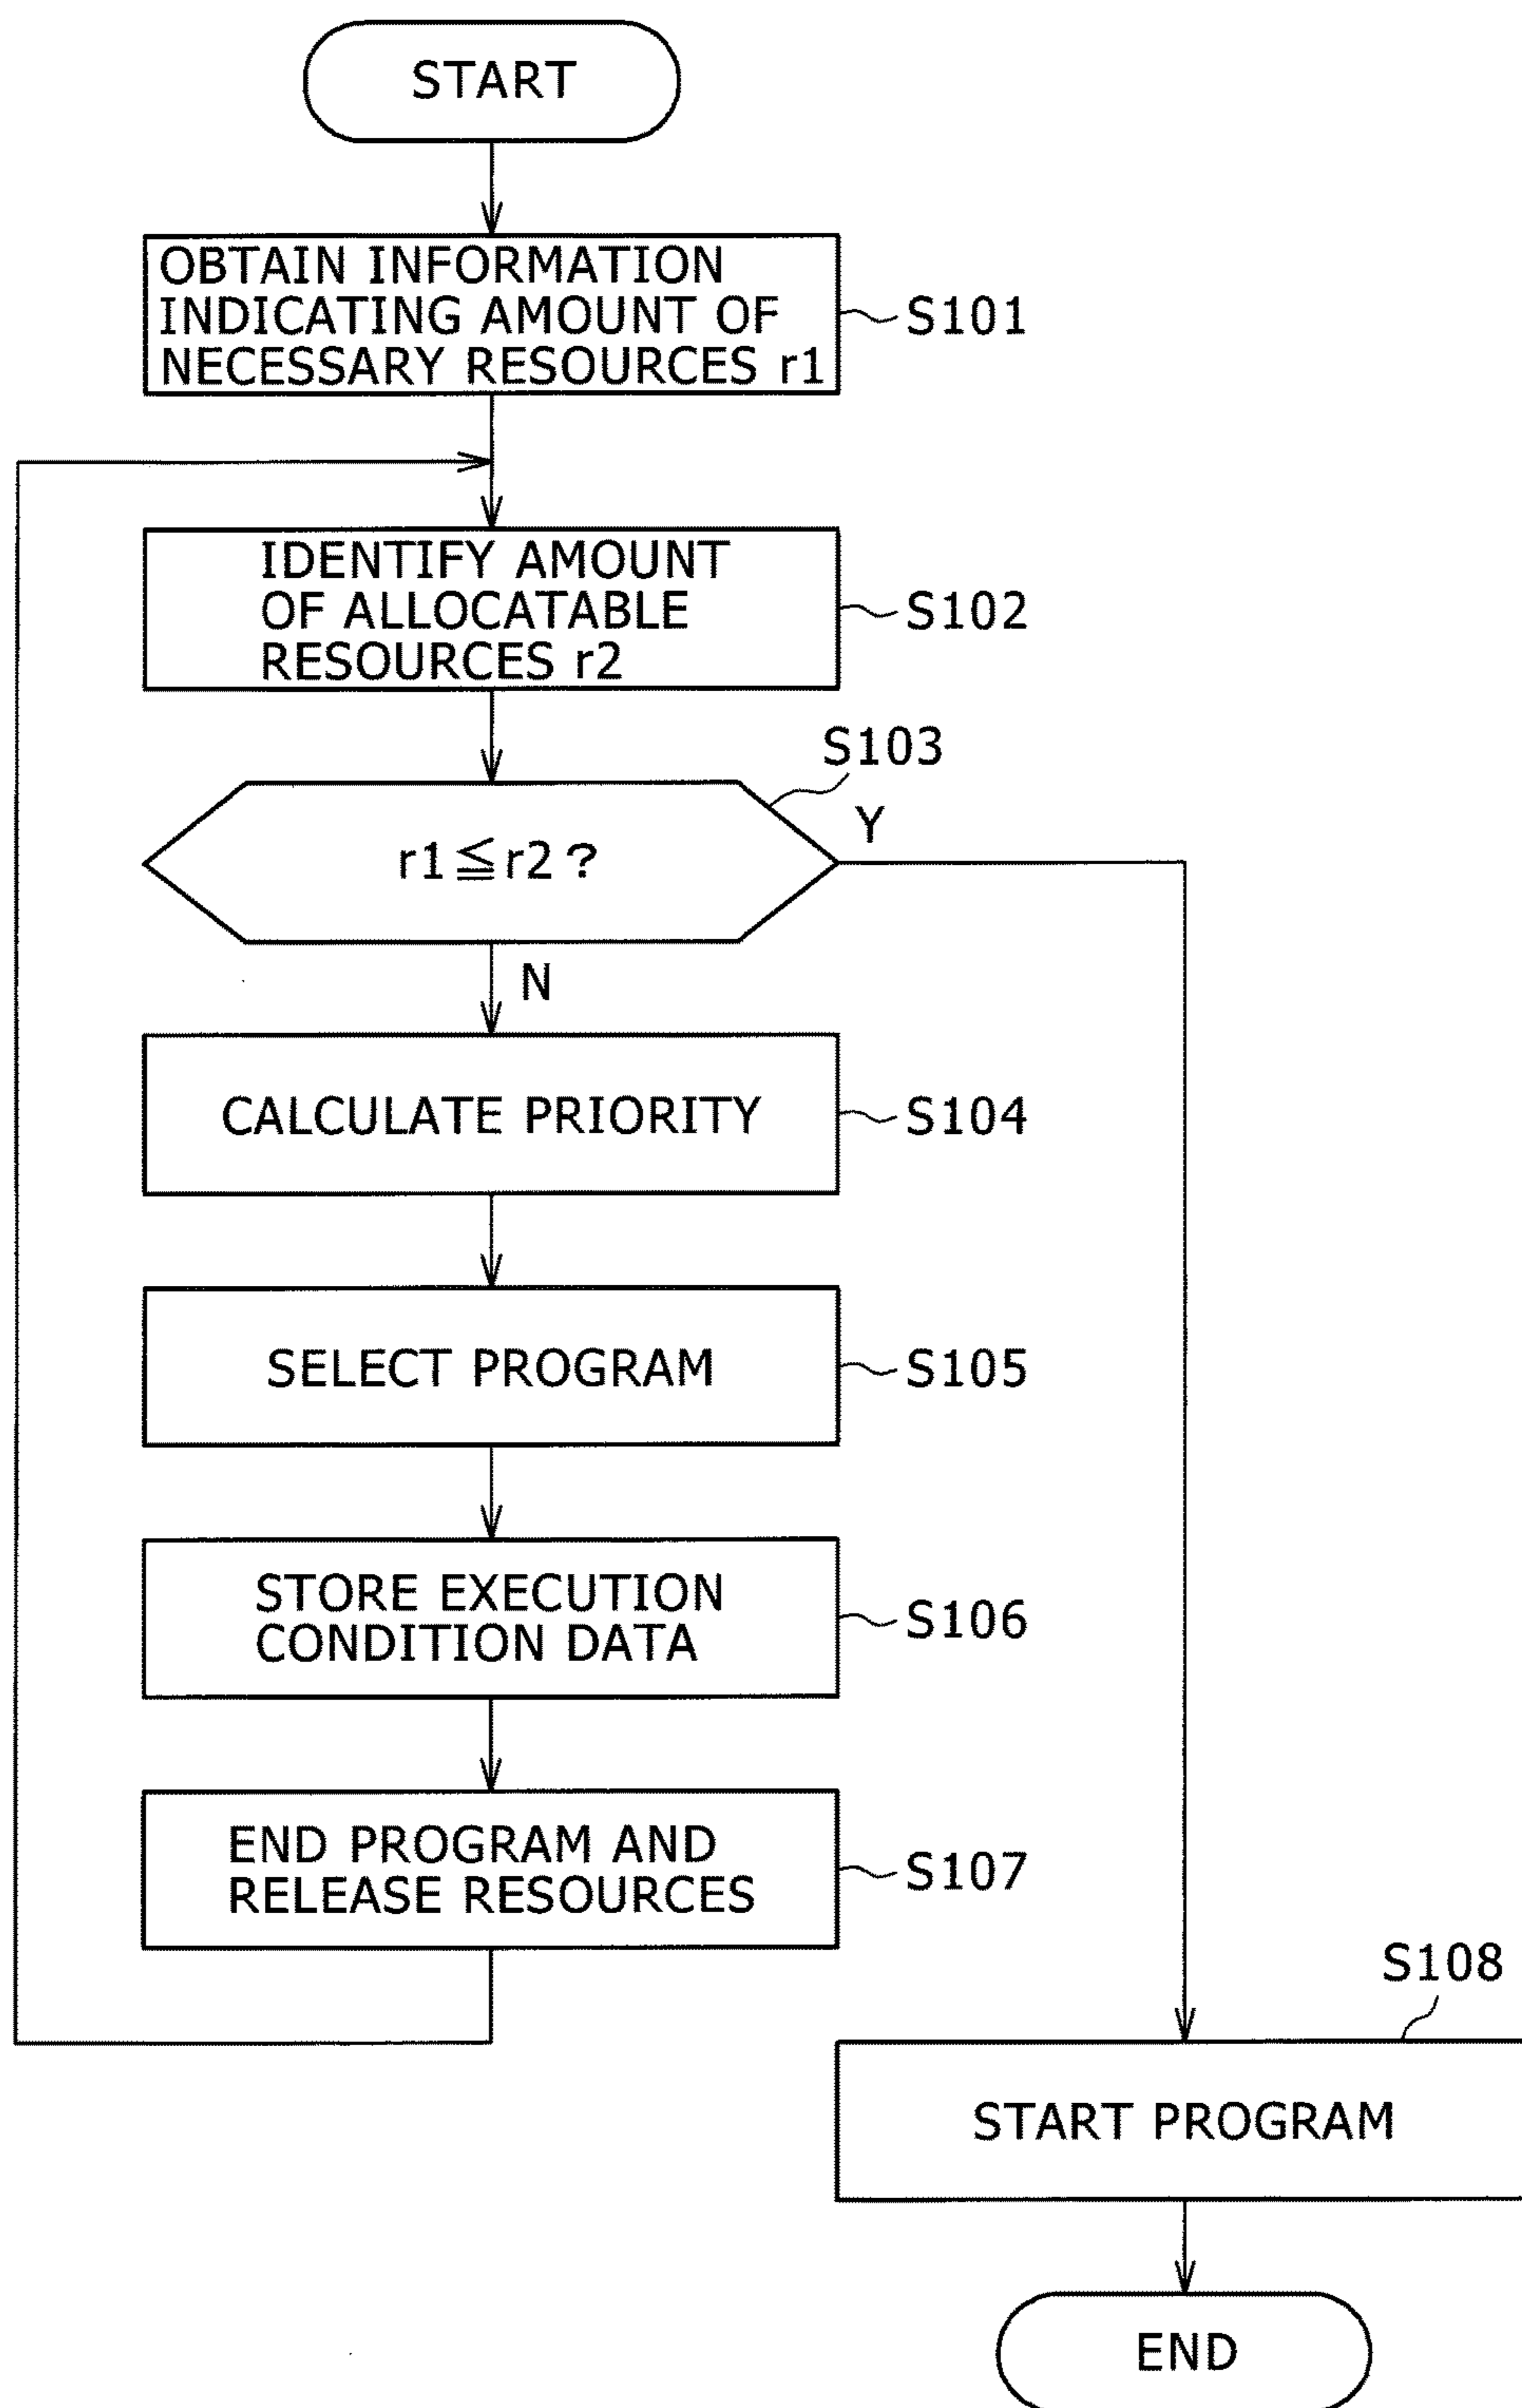 START
OBTAIN INFORMATION
INDICATING AMOUNT OF
NECESSARY RESOURCES r1
S101
IDENTIFY AMOUNT
OF ALLOCATABLE
RESOURCES r2
S102
S103
r1≦r2?
Y
N
CALCULATE PRIORITY
S104
SELECT PROGRAM
S105
STORE EXECUTION
CONDITION DATA
S106
END PROGRAM AND
RELEASE RESOURCES
S107
S108
START PROGRAM
END